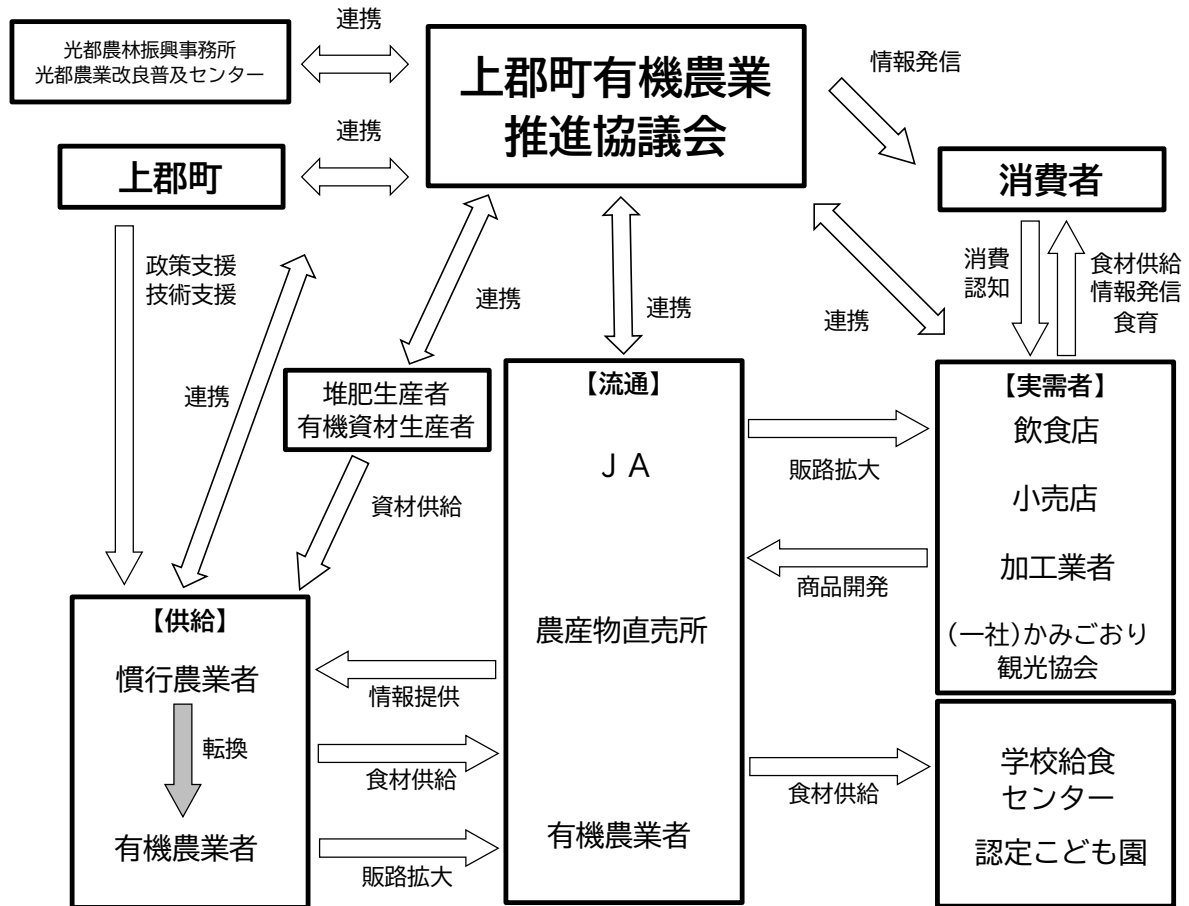 光都農林振興事務所
光都農業改良普及センター
連携
上郡町有機農業
推進協議会
情報発信
連携
上郡町
消費者
政策支援
技術支援
連携
連携
連携
連携
消費
認知
食材供給
情報発信
食育
堆肥生産者
有機資材生産者
資材供給
【流通】
ＪＡ
農産物直売所
有機農業者
販路拡大
商品開発
【実需者】
飲食店
小売店
加工業者
(一社)かみごおり
観光協会
【供給】
慣行農業者
転換
有機農業者
情報提供
食材供給
販路拡大
食材供給
学校給食
センター
認定こども園